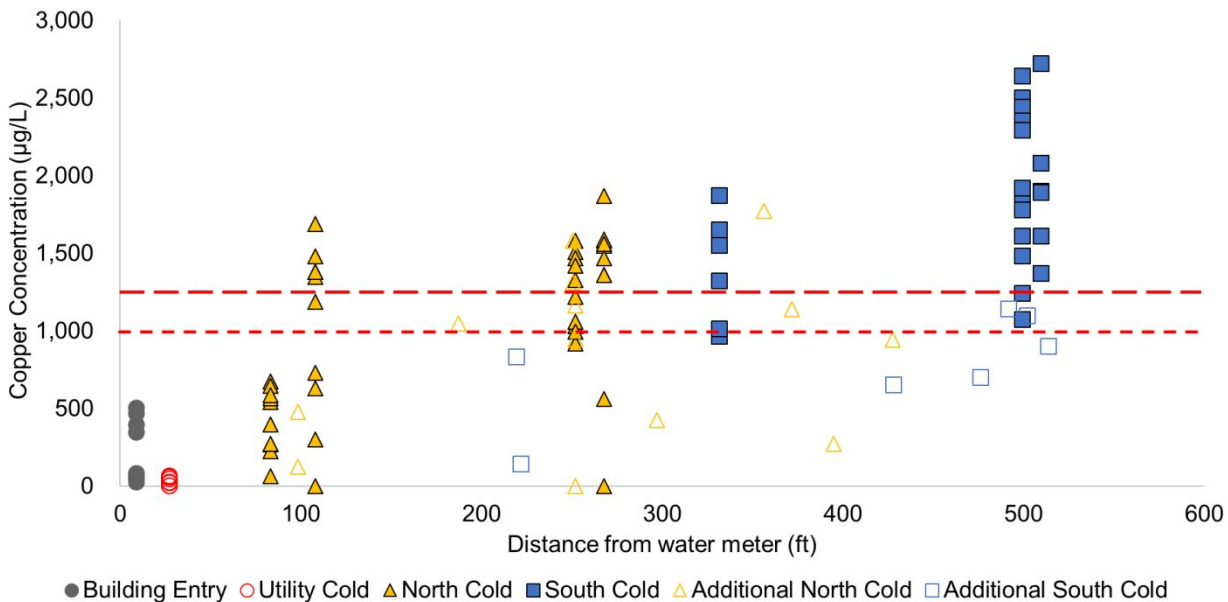 3,000
2,500
2,000
1,500
1,000
500
0
Copper Concentration (µg/L)
0 100 200 300 400 500 600
Distance from water meter (ft)
Building Entry Utility Cold North Cold South Cold Additional North Cold Additional South Cold